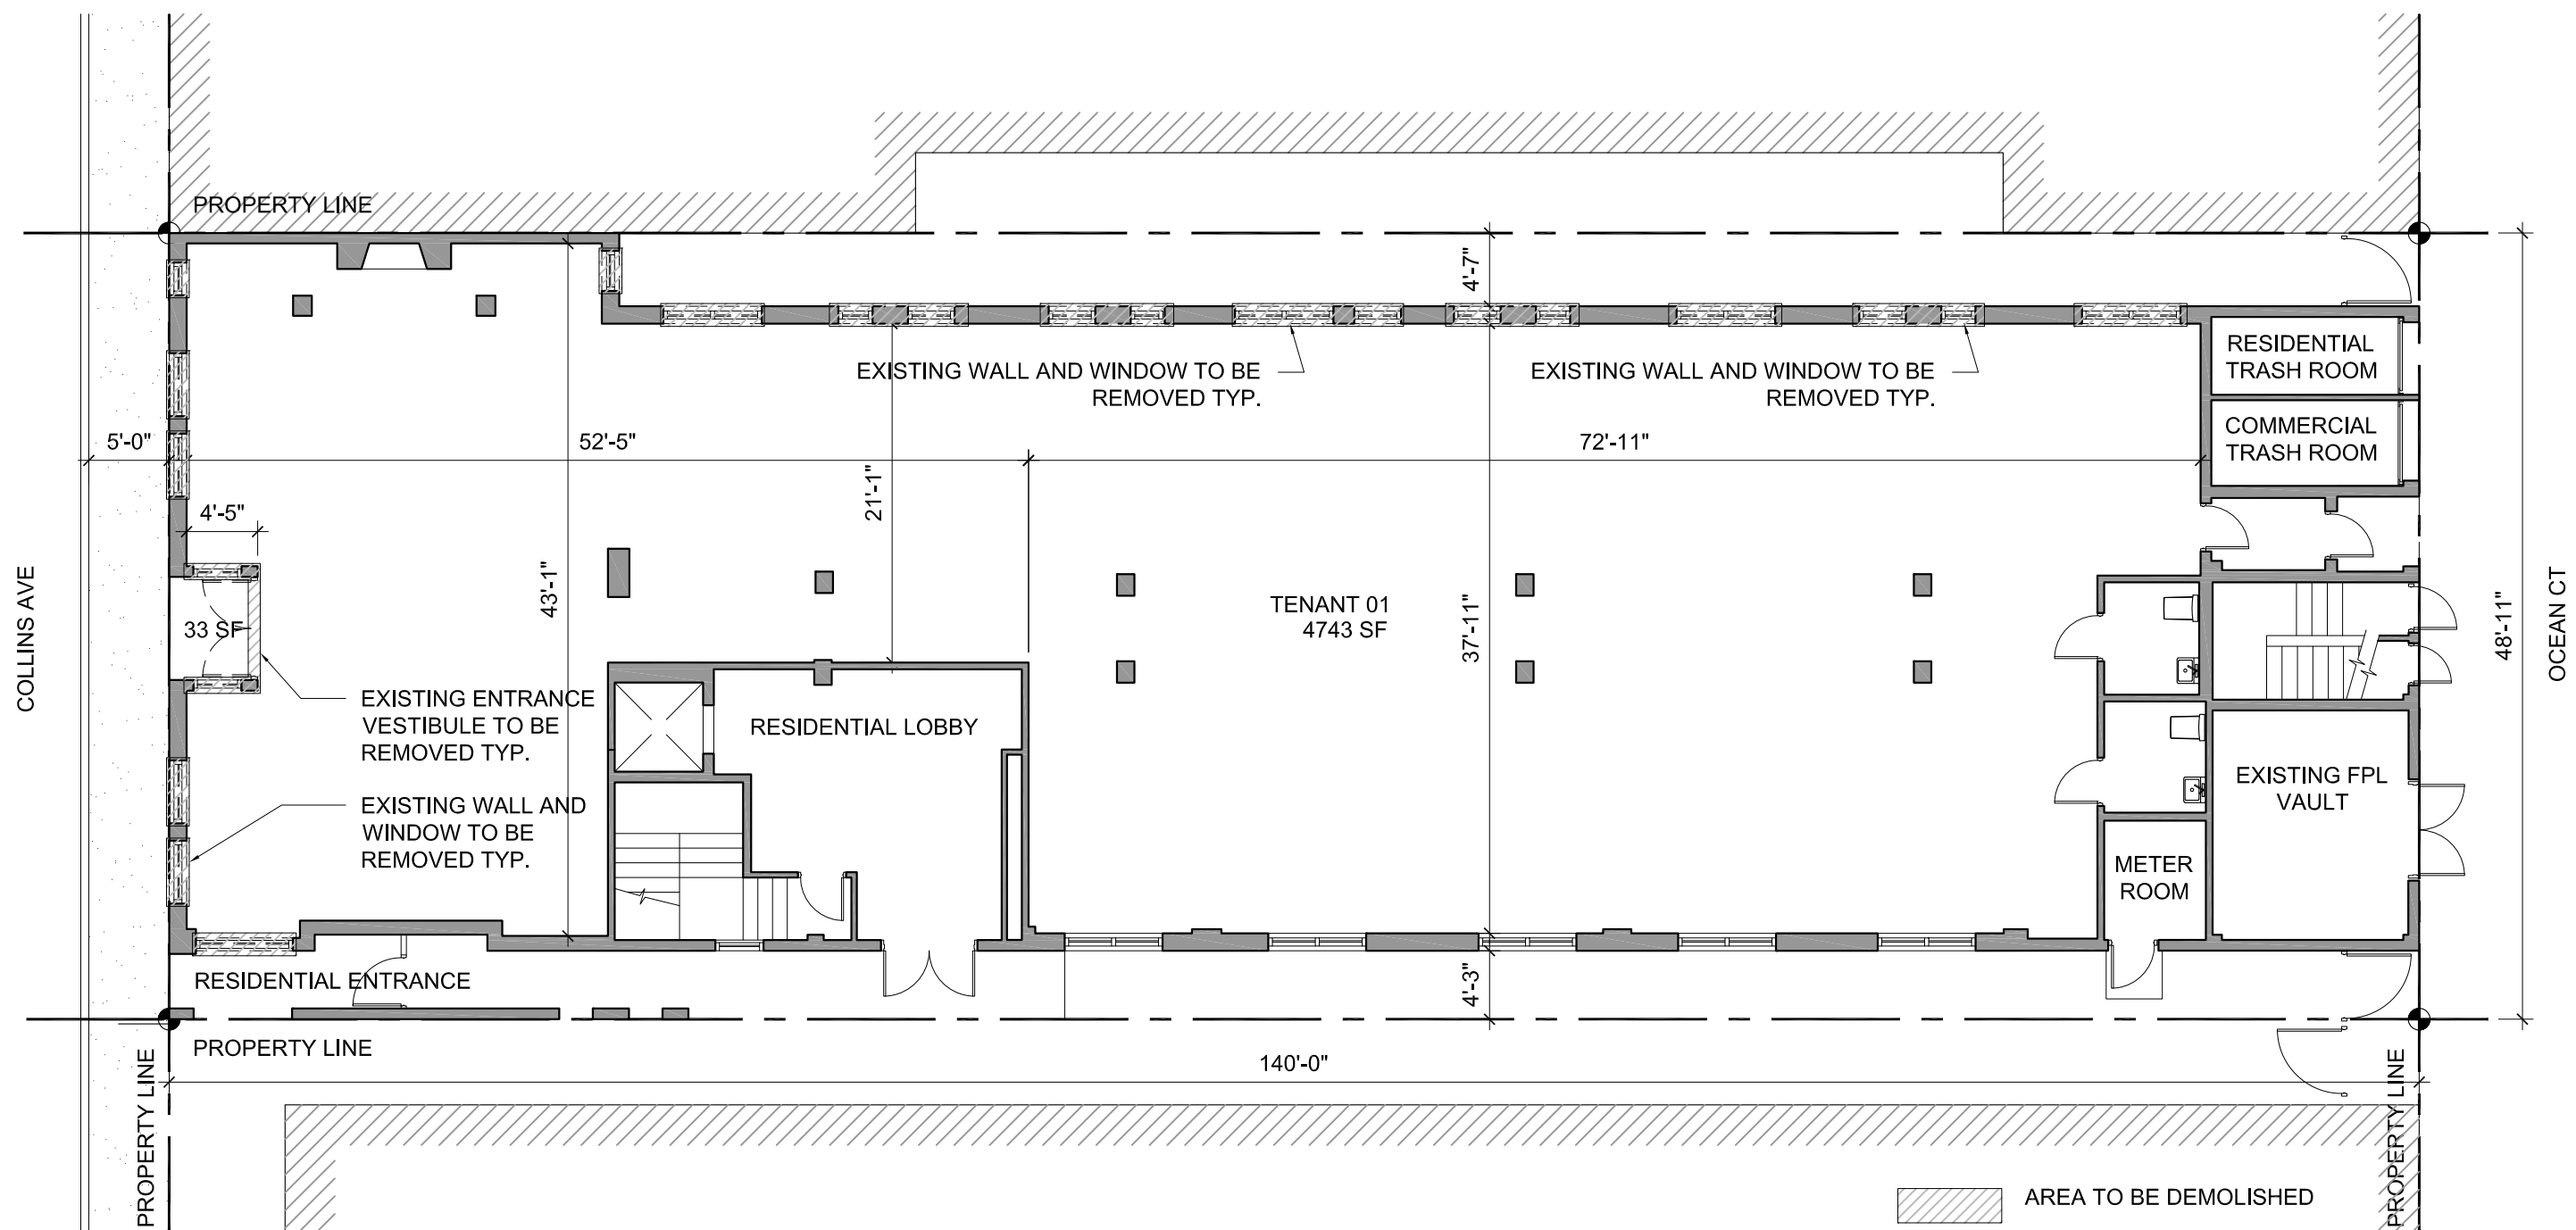 PROPERTY LINE
4'-7"
EXISTING WALL AND WINDOW TO BE
REMOVED TYP.
EXISTING WALL AND WINDOW TO BE
REMOVED TYP.
RESIDENTIAL
TRASH ROOM
COMMERCIAL
TRASH ROOM
5'-0"
52'-5"
72'-11"
21'-1"
4'-5"
43'-1"
33 SF
COLLINS AVE
TENANT 01
4743 SF
37'-11"
48'-11"
OCEAN CT
EXISTING ENTRANCE
VESTIBULE TO BE
REMOVED TYP.
RESIDENTIAL LOBBY
EXISTING WALL AND
WINDOW TO BE
REMOVED TYP.
EXISTING FPL
VAULT
METER
ROOM
RESIDENTIAL ENTRANCE
4'-3"
PROPERTY LINE
140'-0"
PROPERTY LINE
PROPERTY LINE
AREA TO BE DEMOLISHED